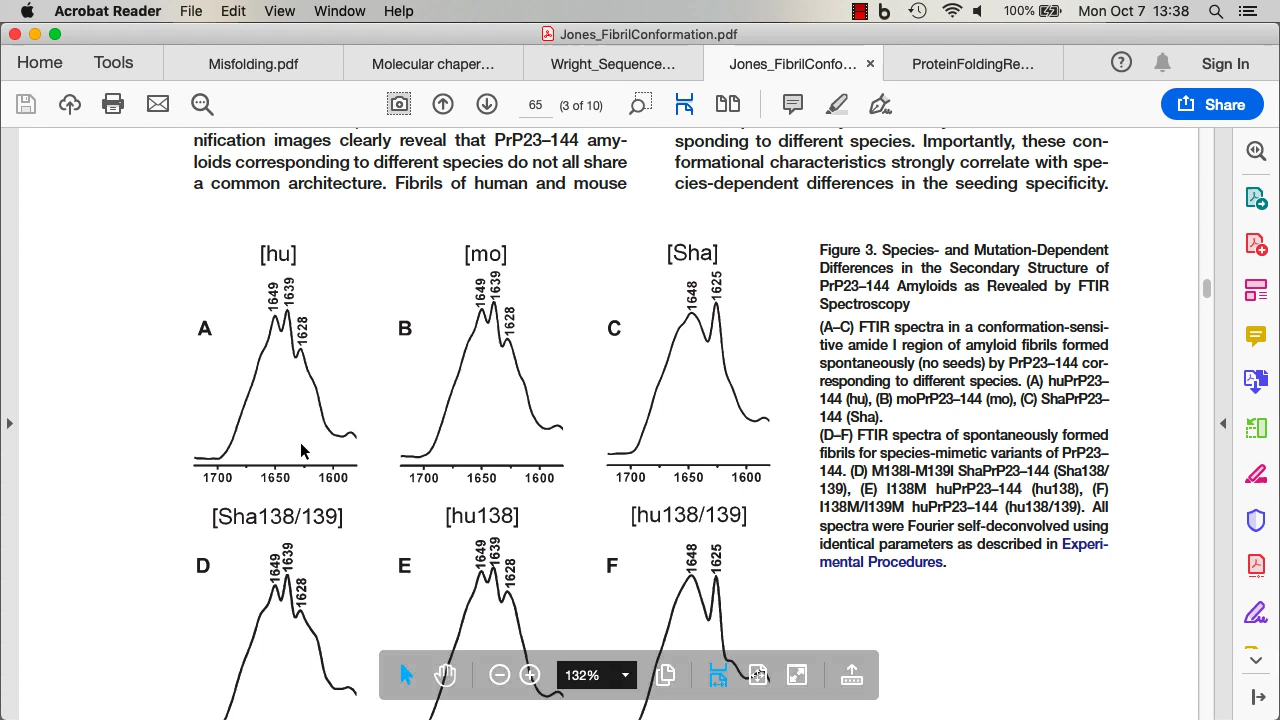 Acrobat Reader File Edit View Window Help 100% Mon Oct 7 13:38
Jones_FibrilConformation.pdf
Home Tools Misfolding.pdf Molecular chaper... Wright_Sequence... Jones_FibrilConfo... × ProteinFoldingRe... Sign In
65 (3 of 10) Share
nification images clearly reveal that PrP23–144 amy-
loids corresponding to different species do not all share
a common architecture. Fibrils of human and mouse
sponding to different species. Importantly, these con-
formational characteristics strongly correlate with spe-
cies-dependent differences in the seeding specificity.
[hu]
1649 1639 1628
A
1700 1650 1600
[mo]
1649 1639 1628
B
1700 1650 1600
[Sha]
1648 1625
C
1700 1650 1600
[Sha138/139]
1649 1639 1628
D
[hu138]
1649 1639 1628
E
[hu138/139]
1648 1625
F
Figure 3. Species- and Mutation-Dependent
Differences in the Secondary Structure of
PrP23–144 Amyloids as Revealed by FTIR
Spectroscopy
(A–C) FTIR spectra in a conformation-sensi-
tive amide I region of amyloid fibrils formed
spontaneously (no seeds) by PrP23–144 cor-
responding to different species. (A) huPrP23–
144 (hu), (B) moPrP23–144 (mo), (C) ShaPrP23–
144 (Sha).
(D–F) FTIR spectra of spontaneously formed
fibrils for species-mimetic variants of PrP23–
144. (D) M138I-M139I ShaPrP23–144 (Sha138/
139), (E) I138M huPrP23–144 (hu138), (F)
I138M/I139M huPrP23–144 (hu138/139). All
spectra were Fourier self-deconvolved using
identical parameters as described in Experi-
mental Procedures.
132%